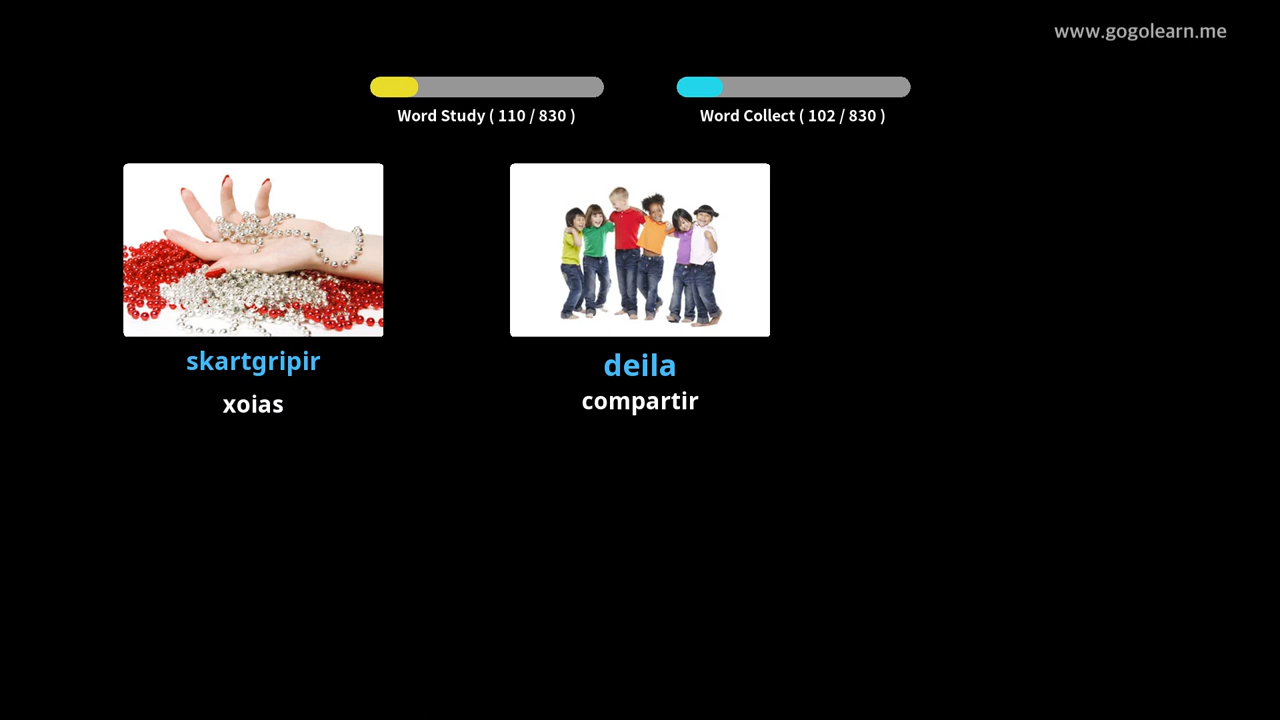 www.gogolearn.me
Word Study ( 110 / 830 )
Word Collect ( 102 / 830 )
skartgripir
xoias
deila
compartir